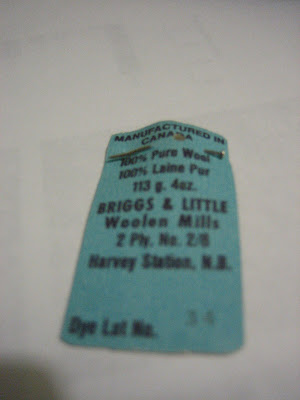 MANUFACTURED IN
CANADA
100% Pure Wool
100% Laine Pur
113 g. 4oz.
BRIGGS & LITTLE
Woolen Mills
2 Ply. No. 2/8
Harvey Station, N.B.
Dye Lot No. 34